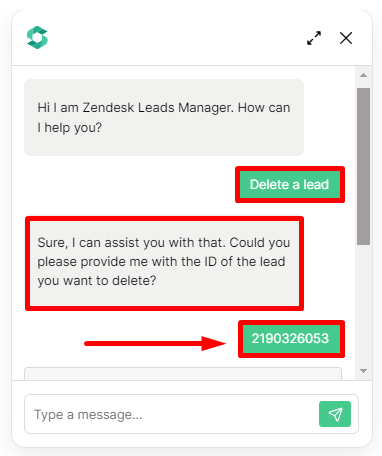 Hi I am Zendesk Leads Manager. How can
I help you?
Delete a lead
Sure, I can assist you with that. Could you
please provide me with the ID of the lead
you want to delete?
2190326053
Type a message...